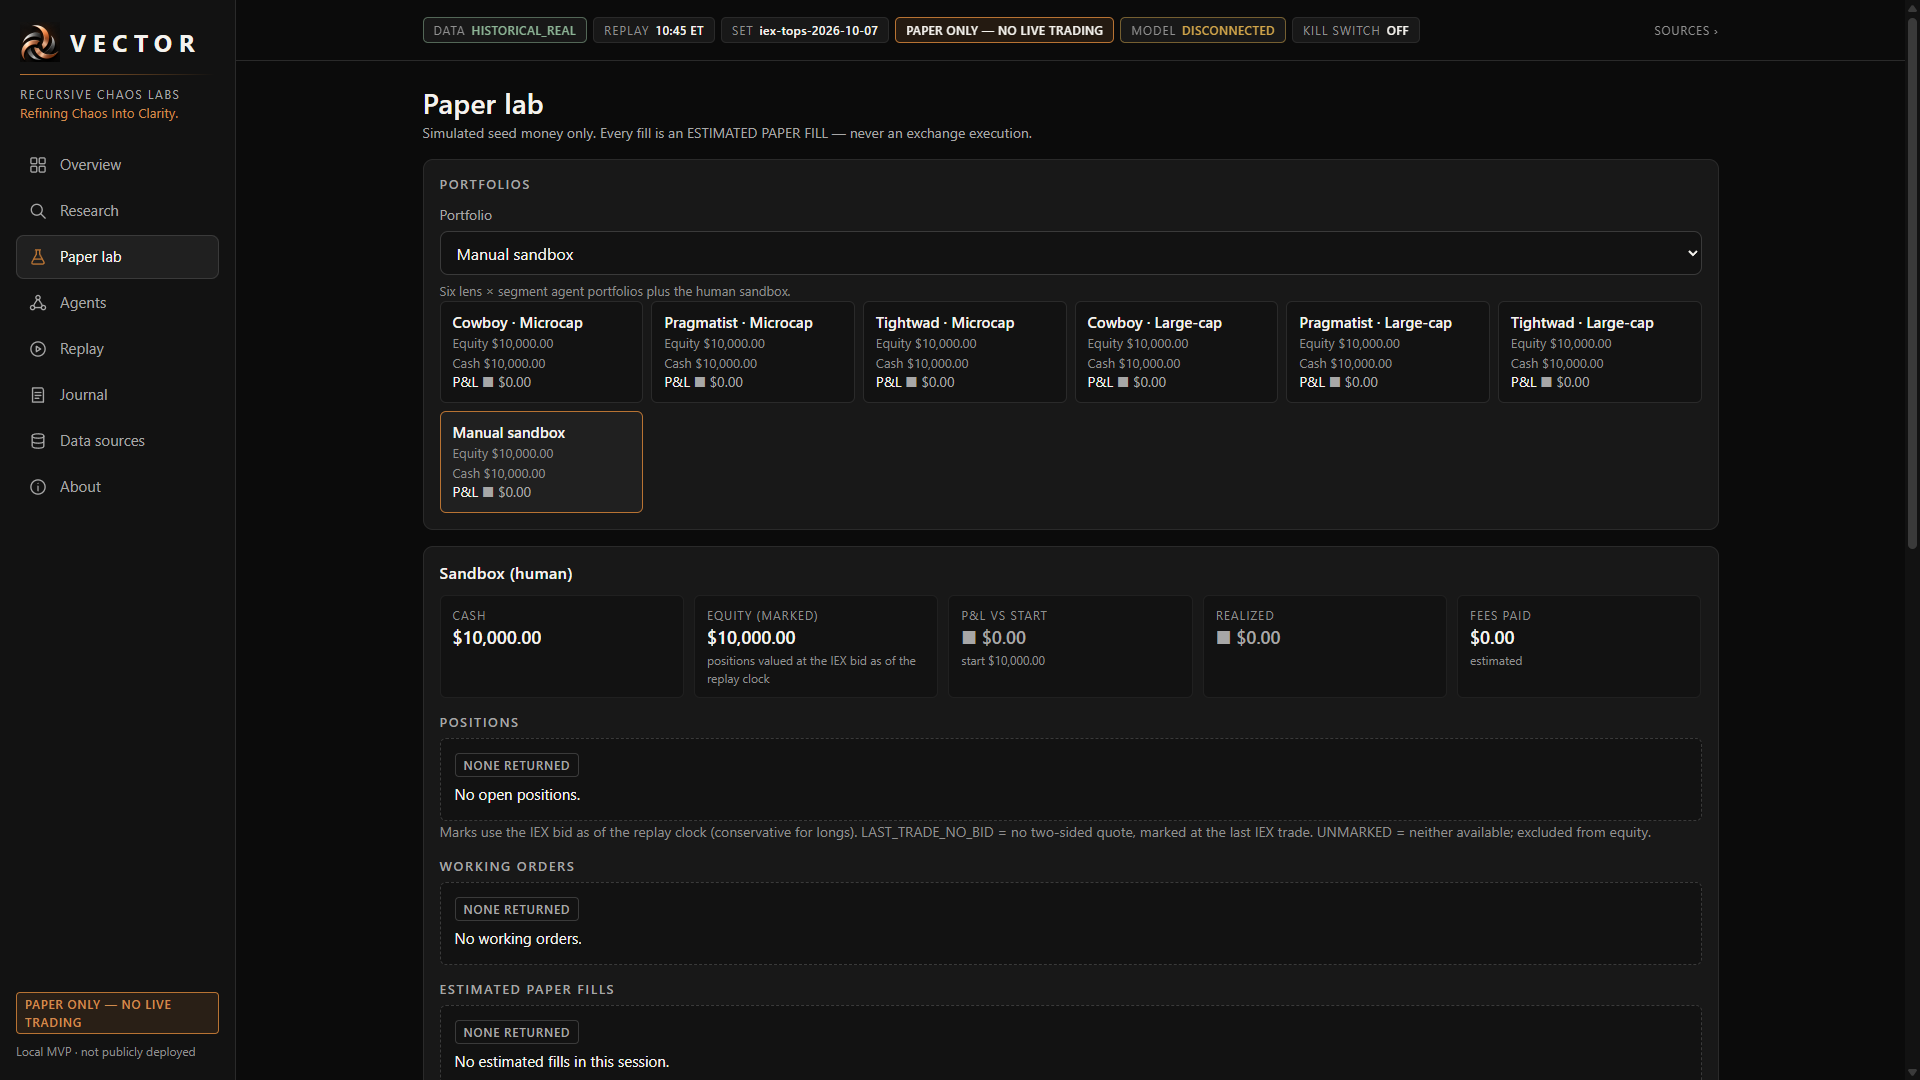 VECTOR
RECURSIVE CHAOS LABS
Refining Chaos Into Clarity.
Overview
Research
Paper lab
Agents
Replay
Journal
Data sources
About
PAPER ONLY — NO LIVE
TRADING
Local MVP · not publicly deployed
DATA HISTORICAL_REAL
REPLAY 10:45 ET
SET iex-tops-2026-10-07
PAPER ONLY — NO LIVE TRADING
MODEL DISCONNECTED
KILL SWITCH OFF
SOURCES ›
Paper lab
Simulated seed money only. Every fill is an ESTIMATED PAPER FILL — never an exchange execution.
PORTFOLIOS
Portfolio
Manual sandbox
Six lens × segment agent portfolios plus the human sandbox.
Cowboy · Microcap
Equity $10,000.00
Cash $10,000.00
P&L ■ $0.00
Pragmatist · Microcap
Equity $10,000.00
Cash $10,000.00
P&L ■ $0.00
Tightwad · Microcap
Equity $10,000.00
Cash $10,000.00
P&L ■ $0.00
Cowboy · Large-cap
Equity $10,000.00
Cash $10,000.00
P&L ■ $0.00
Pragmatist · Large-cap
Equity $10,000.00
Cash $10,000.00
P&L ■ $0.00
Tightwad · Large-cap
Equity $10,000.00
Cash $10,000.00
P&L ■ $0.00
Manual sandbox
Equity $10,000.00
Cash $10,000.00
P&L ■ $0.00
Sandbox (human)
CASH
$10,000.00
EQUITY (MARKED)
$10,000.00
positions valued at the IEX bid as of the
replay clock
P&L VS START
■ $0.00
start $10,000.00
REALIZED
■ $0.00
FEES PAID
$0.00
estimated
POSITIONS
NONE RETURNED
No open positions.
Marks use the IEX bid as of the replay clock (conservative for longs). LAST_TRADE_NO_BID = no two-sided quote, marked at the last IEX trade. UNMARKED = neither available; excluded from equity.
WORKING ORDERS
NONE RETURNED
No working orders.
ESTIMATED PAPER FILLS
NONE RETURNED
No estimated fills in this session.